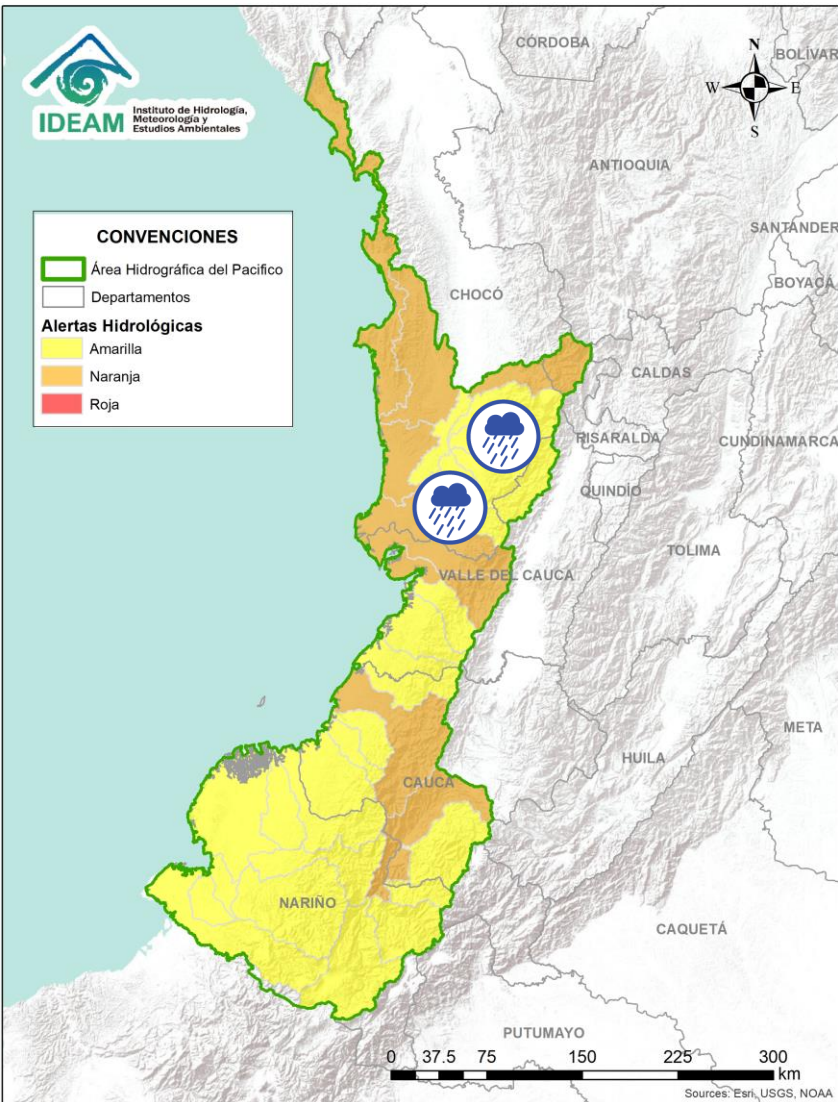 IDEAM
Instituto de Hidrología,
Meteorología y
Estudios Ambientales
CÓRDOBA
BOLÍVAR
N
W
E
S
ANTIOQUIA
SANTANDER
BOYACÁ
CONVENCIONES
Área Hidrográfica del Pacifico
Departamentos
Alertas Hidrológicas
Amarilla
Naranja
Roja
CHOCÓ
CALDAS
RISARALDA
CUNDINAMARCA
QUINDÍO
TOLIMA
VALLE DEL CAUCA
META
HUILA
CAUCA
NARIÑO
CAQUETÁ
PUTUMAYO
0 37.5 75 150 225 300
km
Sources: Esri, USGS, NOAA